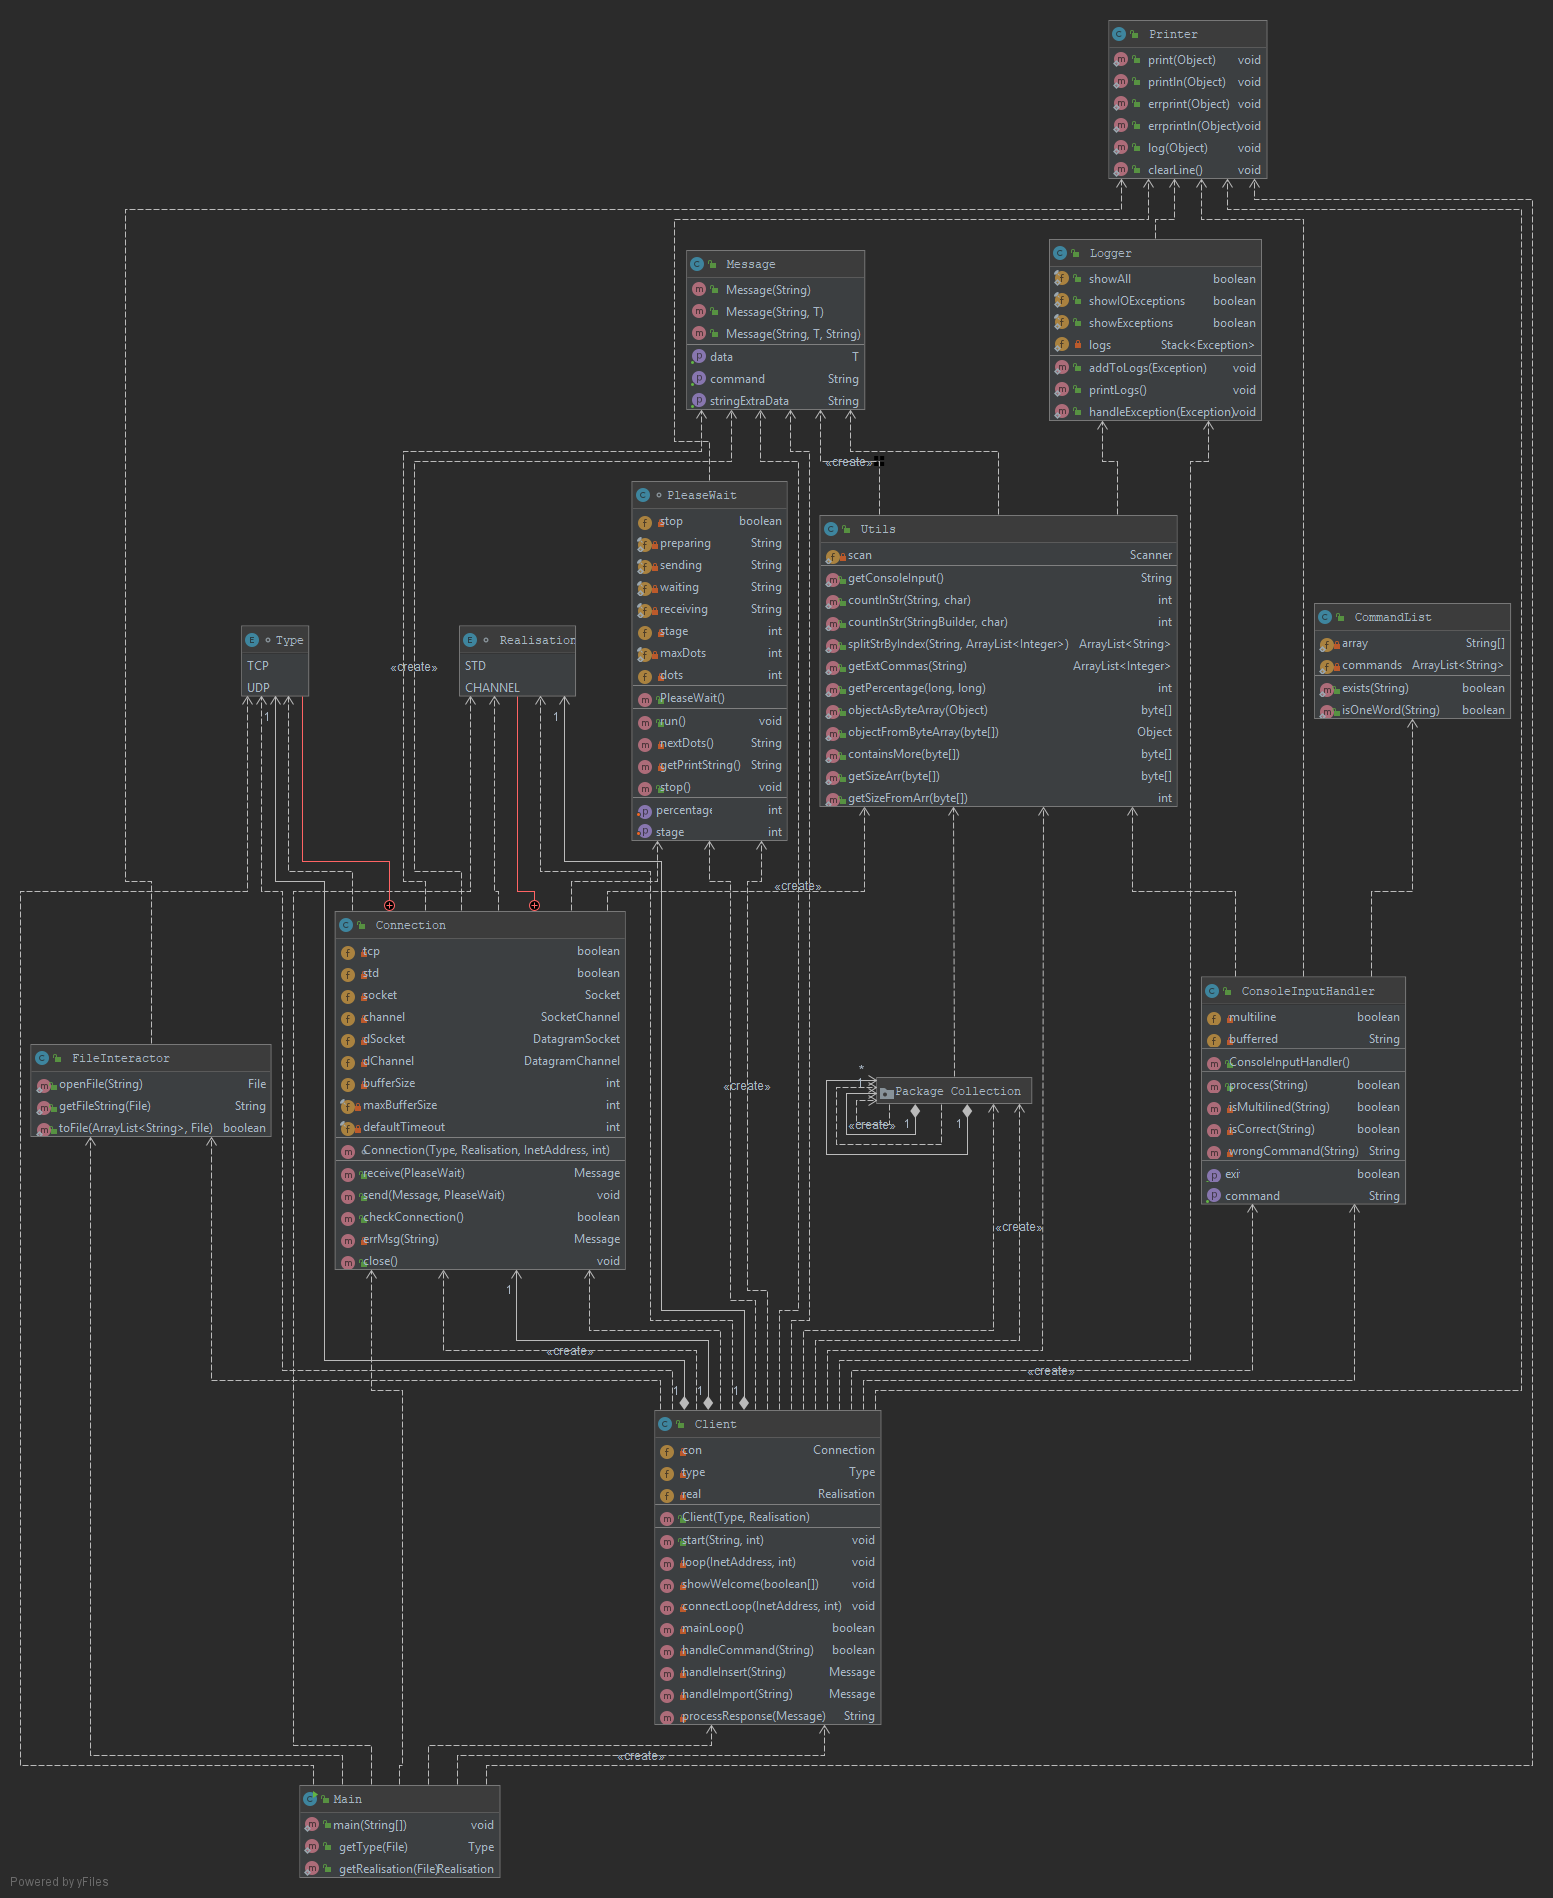 Printer
print(Object) void
println(Object) void
errprint(Object) void
errprintln(Object) void
log(Object) void
clearLine() void
Message
Message(String)
Message(String, T)
Message(String, T, String)
data T
command String
stringExtraData String
Logger
showAll boolean
showIOExceptions boolean
showExceptions boolean
logs Stack<Exception>
addToLogs(Exception) void
printLogs() void
handleException(Exception) void
«create»
PleaseWait
stop boolean
preparing String
sending String
waiting String
receiving String
stage int
maxDots int
dots int
PleaseWait()
run() void
nextDots() String
getPrintString() String
stop() void
percentage int
stage int
Utils
scan Scanner
getConsoleInput() String
countInStr(String, char) int
countInStr(StringBuilder, char) int
splitStrByIndex(String, ArrayList<Integer>) ArrayList<String>
getExtCommas(String) ArrayList<Integer>
getPercentage(long, long) int
objectAsByteArray(Object) byte[]
objectFromByteArray(byte[]) Object
containsMore(byte[]) byte[]
getSizeArr(byte[]) byte[]
getSizeFromArr(byte[]) int
CommandList
array String[]
commands ArrayList<String>
exists(String) boolean
isOneWord(String) boolean
Type
TCP
UDP
«create»
Realisation
STD
CHANNEL
1
1
«create»
Connection
tcp boolean
std boolean
socket Socket
channel SocketChannel
dSocket DatagramSocket
dChannel DatagramChannel
bufferSize int
maxBufferSize int
defaultTimeout int
Connection(Type, Realisation, InetAddress, int)
receive(PleaseWait) Message
send(Message, PleaseWait) void
checkConnection() boolean
errMsg(String) Message
close() void
ConsoleInputHandler
multiline boolean
bufferred String
ConsoleInputHandler()
process(String) boolean
isMultilined(String) boolean
isCorrect(String) boolean
wrongCommand(String) String
exit boolean
command String
FileInteractor
openFile(String) File
getFileString(File) String
toFile(ArrayList<String>, File) boolean
«create»
*
1
Package Collection
«create»
1
1
«create»
1
«create»
«create»
1
1
1
Client
con Connection
type Type
real Realisation
Client(Type, Realisation)
start(String, int) void
loop(InetAddress, int) void
showWelcome(boolean[]) void
connectLoop(InetAddress, int) void
mainLoop() boolean
handleCommand(String) boolean
handleInsert(String) Message
handleImport(String) Message
processResponse(Message) String
«create»
Main
main(String[]) void
getType(File) Type
getRealisation(File) Realisation
Powered by yFiles